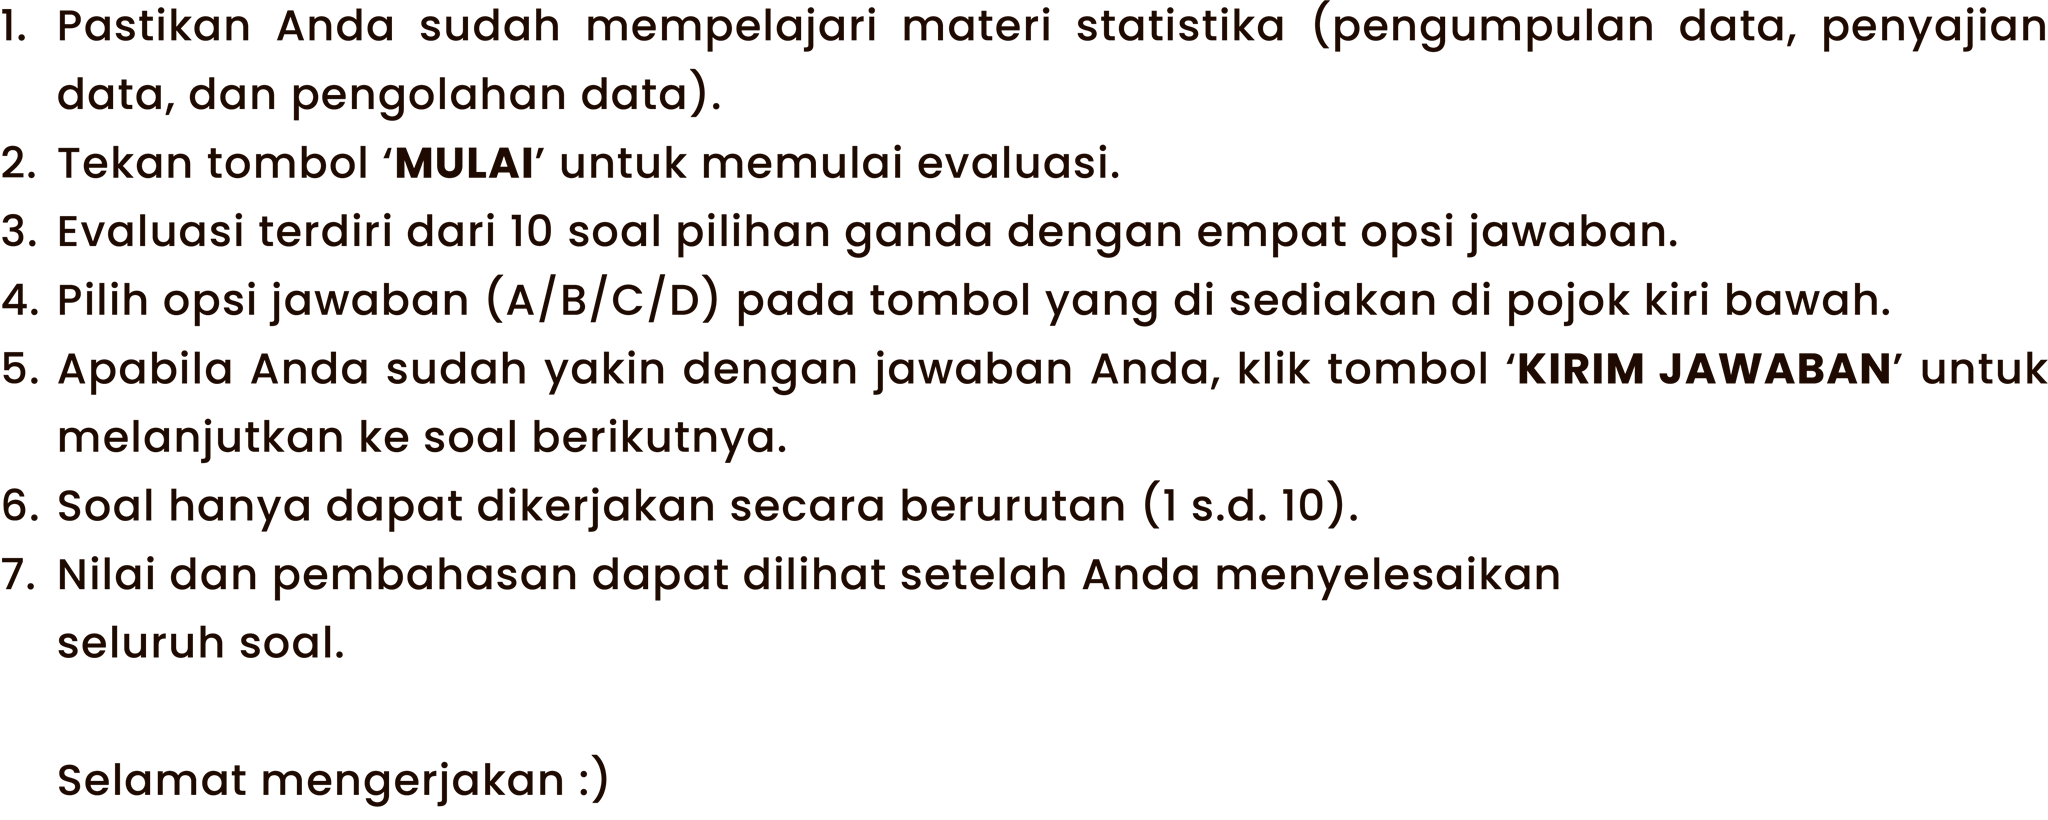 1. Pastikan Anda sudah mempelajari materi statistika (pengumpulan data, penyajian
data, dan pengolahan data).
2. Tekan tombol ‘MULAI’ untuk memulai evaluasi.
3. Evaluasi terdiri dari 10 soal pilihan ganda dengan empat opsi jawaban.
4. Pilih opsi jawaban (A/B/C/D) pada tombol yang di sediakan di pojok kiri bawah.
5. Apabila Anda sudah yakin dengan jawaban Anda, klik tombol ‘KIRIM JAWABAN’ untuk
melanjutkan ke soal berikutnya.
6. Soal hanya dapat dikerjakan secara berurutan (1 s.d. 10).
7. Nilai dan pembahasan dapat dilihat setelah Anda menyelesaikan
seluruh soal.
Selamat mengerjakan :)